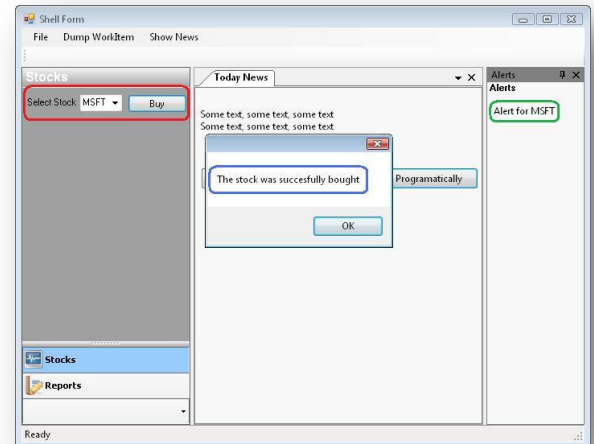 Shell Form
File Dump WorkItem Show News
Stocks
Select Stock MSFT Buy
Today News
Some text, some text, some text
Some text, some text, some text
The stock was succesfully bought
Programatically
OK
Alerts
Alerts
Alert for MSFT
Stocks
Reports
Ready